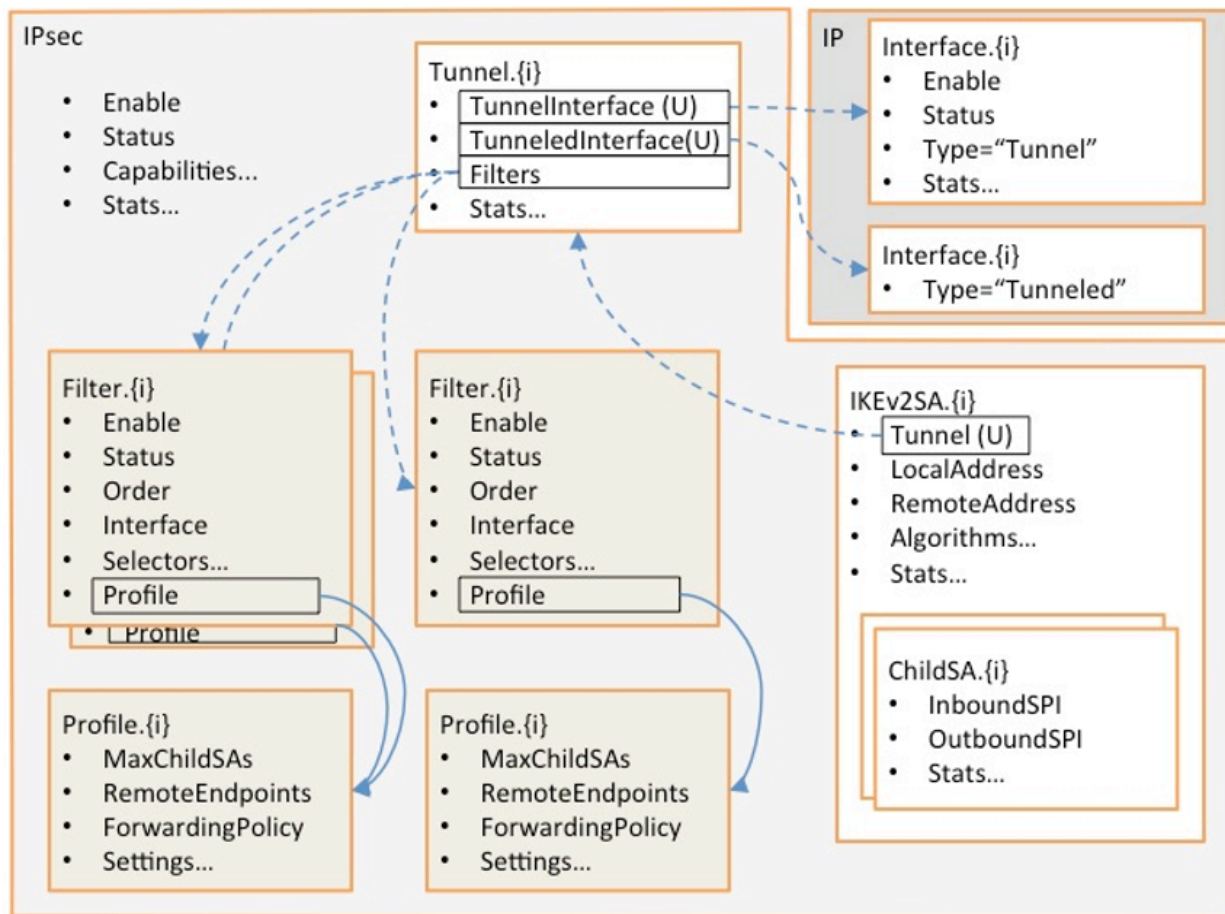 IPsec
• Enable
• Status
• Capabilities...
• Stats...
Tunnel.{i}
• TunnelInterface (U)
• TunneledInterface(U)
• Filters
• Stats...
IP
Interface.{i}
• Enable
• Status
• Type=“Tunnel”
• Stats...
Interface.{i}
• Type=“Tunneled”
Filter.{i}
• Enable
• Status
• Order
• Interface
• Selectors...
• Profile
• Profile
Filter.{i}
• Enable
• Status
• Order
• Interface
• Selectors...
• Profile
IKEv2SA.{i}
• Tunnel (U)
• LocalAddress
• RemoteAddress
• Algorithms...
• Stats...
ChildSA.{i}
• InboundSPI
• OutboundSPI
• Stats...
Profile.{i}
• MaxChildSAs
• RemoteEndpoints
• ForwardingPolicy
• Settings...
Profile.{i}
• MaxChildSAs
• RemoteEndpoints
• ForwardingPolicy
• Settings...